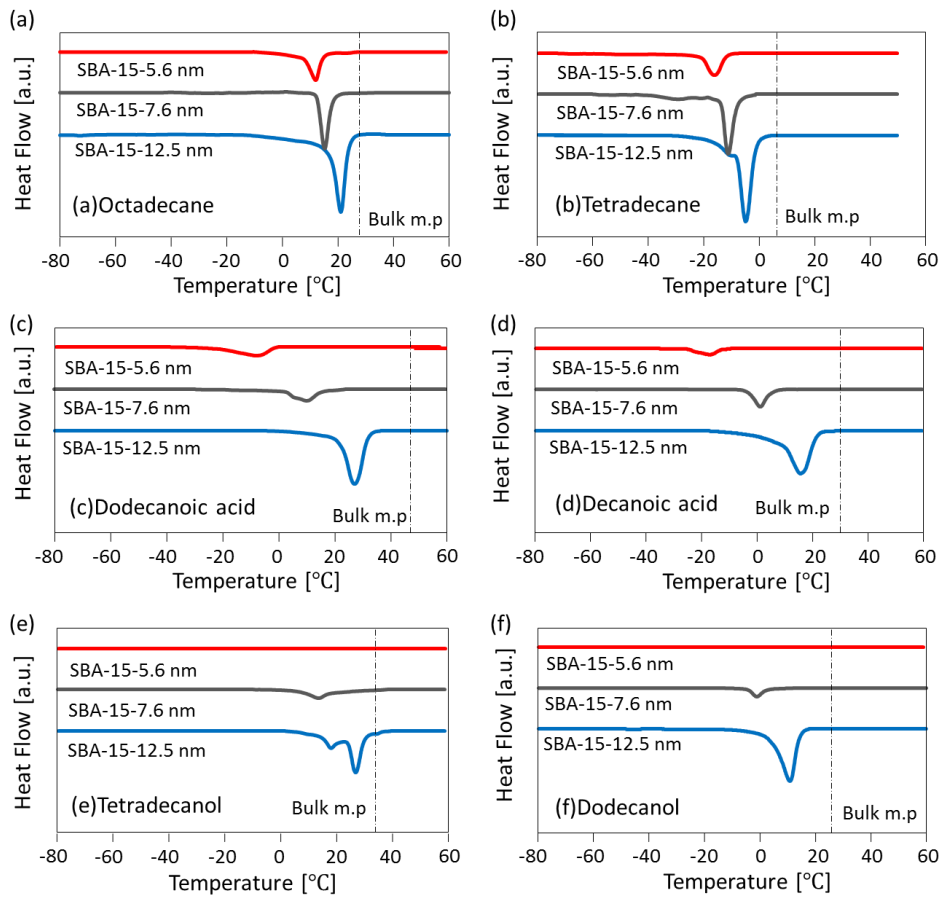 (a)
Heat Flow [a.u.]
SBA-15-5.6 nm
SBA-15-7.6 nm
SBA-15-12.5 nm
(a)Octadecane
Bulk m.p
-80 -60 -40 -20 0 20 40 60
Temperature [°C]
(b)
Heat Flow [a.u.]
SBA-15-5.6 nm
SBA-15-7.6 nm
SBA-15-12.5 nm
(b)Tetradecane
Bulk m.p
-80 -60 -40 -20 0 20 40 60
Temperature [°C]
(c)
Heat Flow [a.u.]
SBA-15-5.6 nm
SBA-15-7.6 nm
SBA-15-12.5 nm
(c)Dodecanoic acid
Bulk m.p
-80 -60 -40 -20 0 20 40 60
Temperature [°C]
(d)
Heat Flow [a.u.]
SBA-15-5.6 nm
SBA-15-7.6 nm
SBA-15-12.5 nm
Bulk m.p
(d)Decanoic acid
-80 -60 -40 -20 0 20 40 60
Temperature [°C]
(e)
Heat Flow [a.u.]
SBA-15-5.6 nm
SBA-15-7.6 nm
SBA-15-12.5 nm
(e)Tetradecanol
Bulk m.p
-80 -60 -40 -20 0 20 40 60
Temperature [°C]
(f)
Heat Flow [a.u.]
SBA-15-5.6 nm
SBA-15-7.6 nm
SBA-15-12.5 nm
(f)Dodecanol
Bulk m.p
-80 -60 -40 -20 0 20 40 60
Temperature [°C]